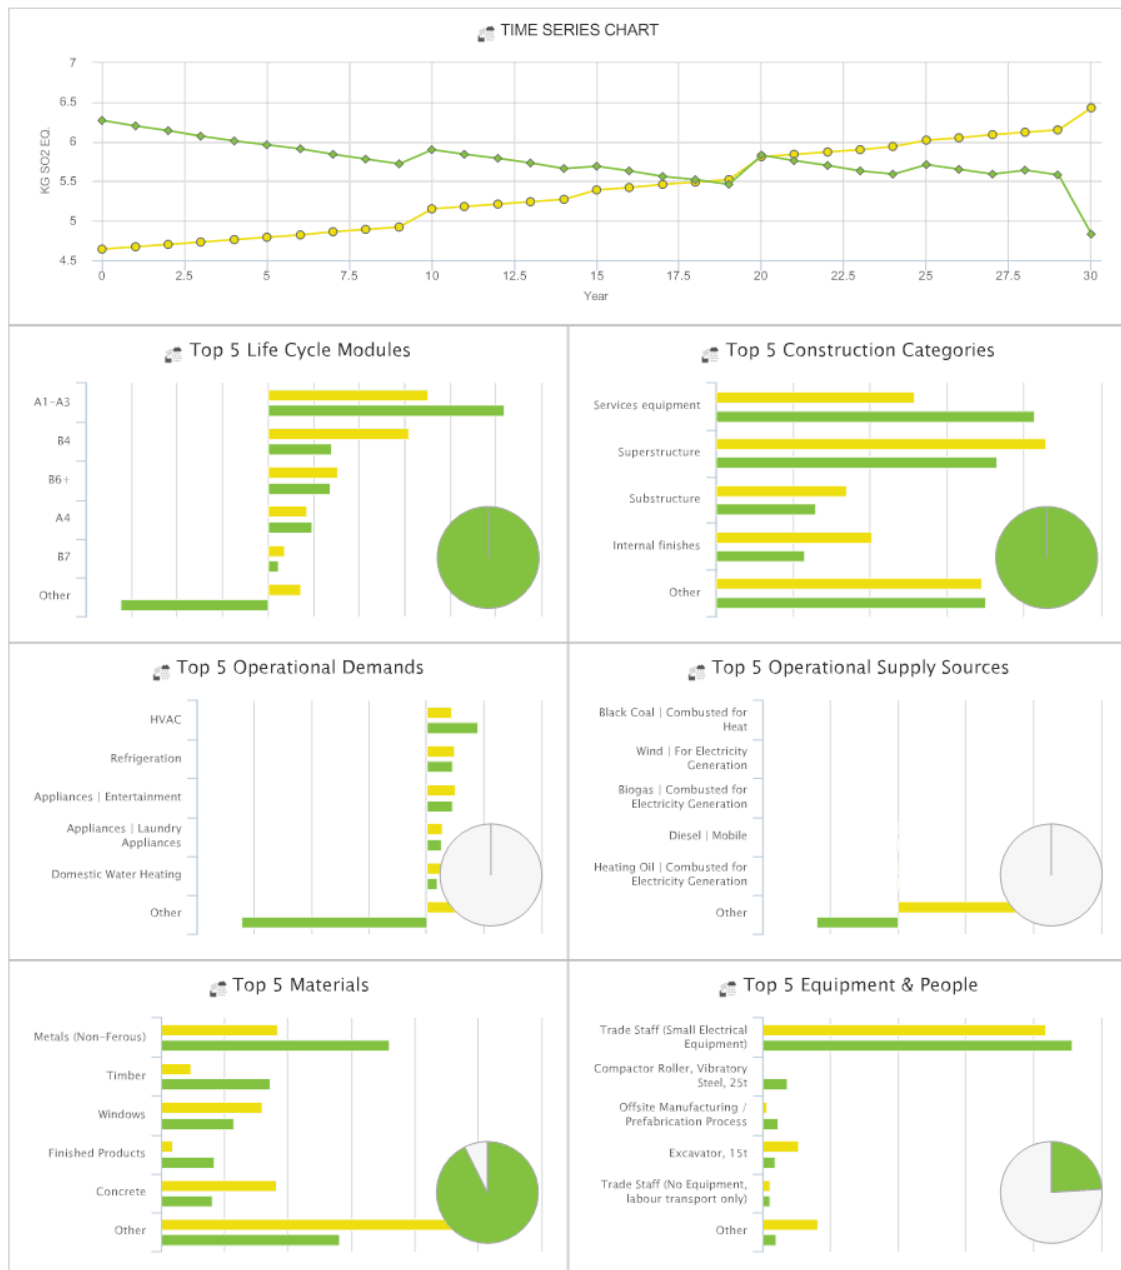 TIME SERIES CHART
7
6.5
6
5.5
5
4.5
KG SO2 EQ.
0 2.5 5 7.5 10 12.5 15 17.5 20 22.5 25 27.5 30
Year
Top 5 Life Cycle Modules
A1-A3
B4
B6+
A4
B7
Other
Top 5 Construction Categories
Services equipment
Superstructure
Substructure
Internal finishes
Other
Top 5 Operational Demands
HVAC
Refrigeration
Appliances | Entertainment
Appliances | Laundry
Appliances
Domestic Water Heating
Other
Top 5 Operational Supply Sources
Black Coal | Combusted for
Heat
Wind | For Electricity
Generation
Biogas | Combusted for
Electricity Generation
Diesel | Mobile
Heating Oil | Combusted for
Electricity Generation
Other
Top 5 Materials
Metals (Non-Ferous)
Timber
Windows
Finished Products
Concrete
Other
Top 5 Equipment & People
Trade Staff (Small Electrical
Equipment)
Compactor Roller, Vibratory
Steel, 25t
Offsite Manufacturing /
Prefabrication Process
Excavator, 15t
Trade Staff (No Equipment,
labour transport only)
Other